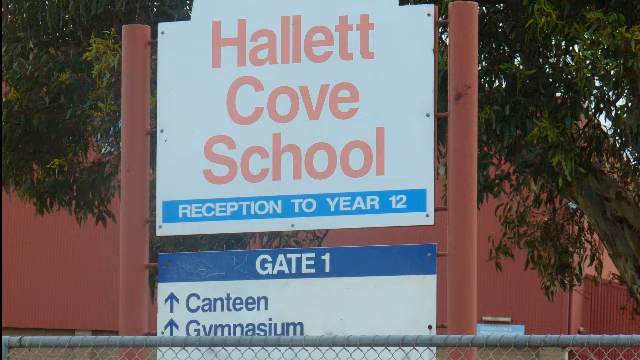 Hallett
Cove
School
RECEPTION TO YEAR 12
GATE 1
↑ Canteen
↑ Gymnasium